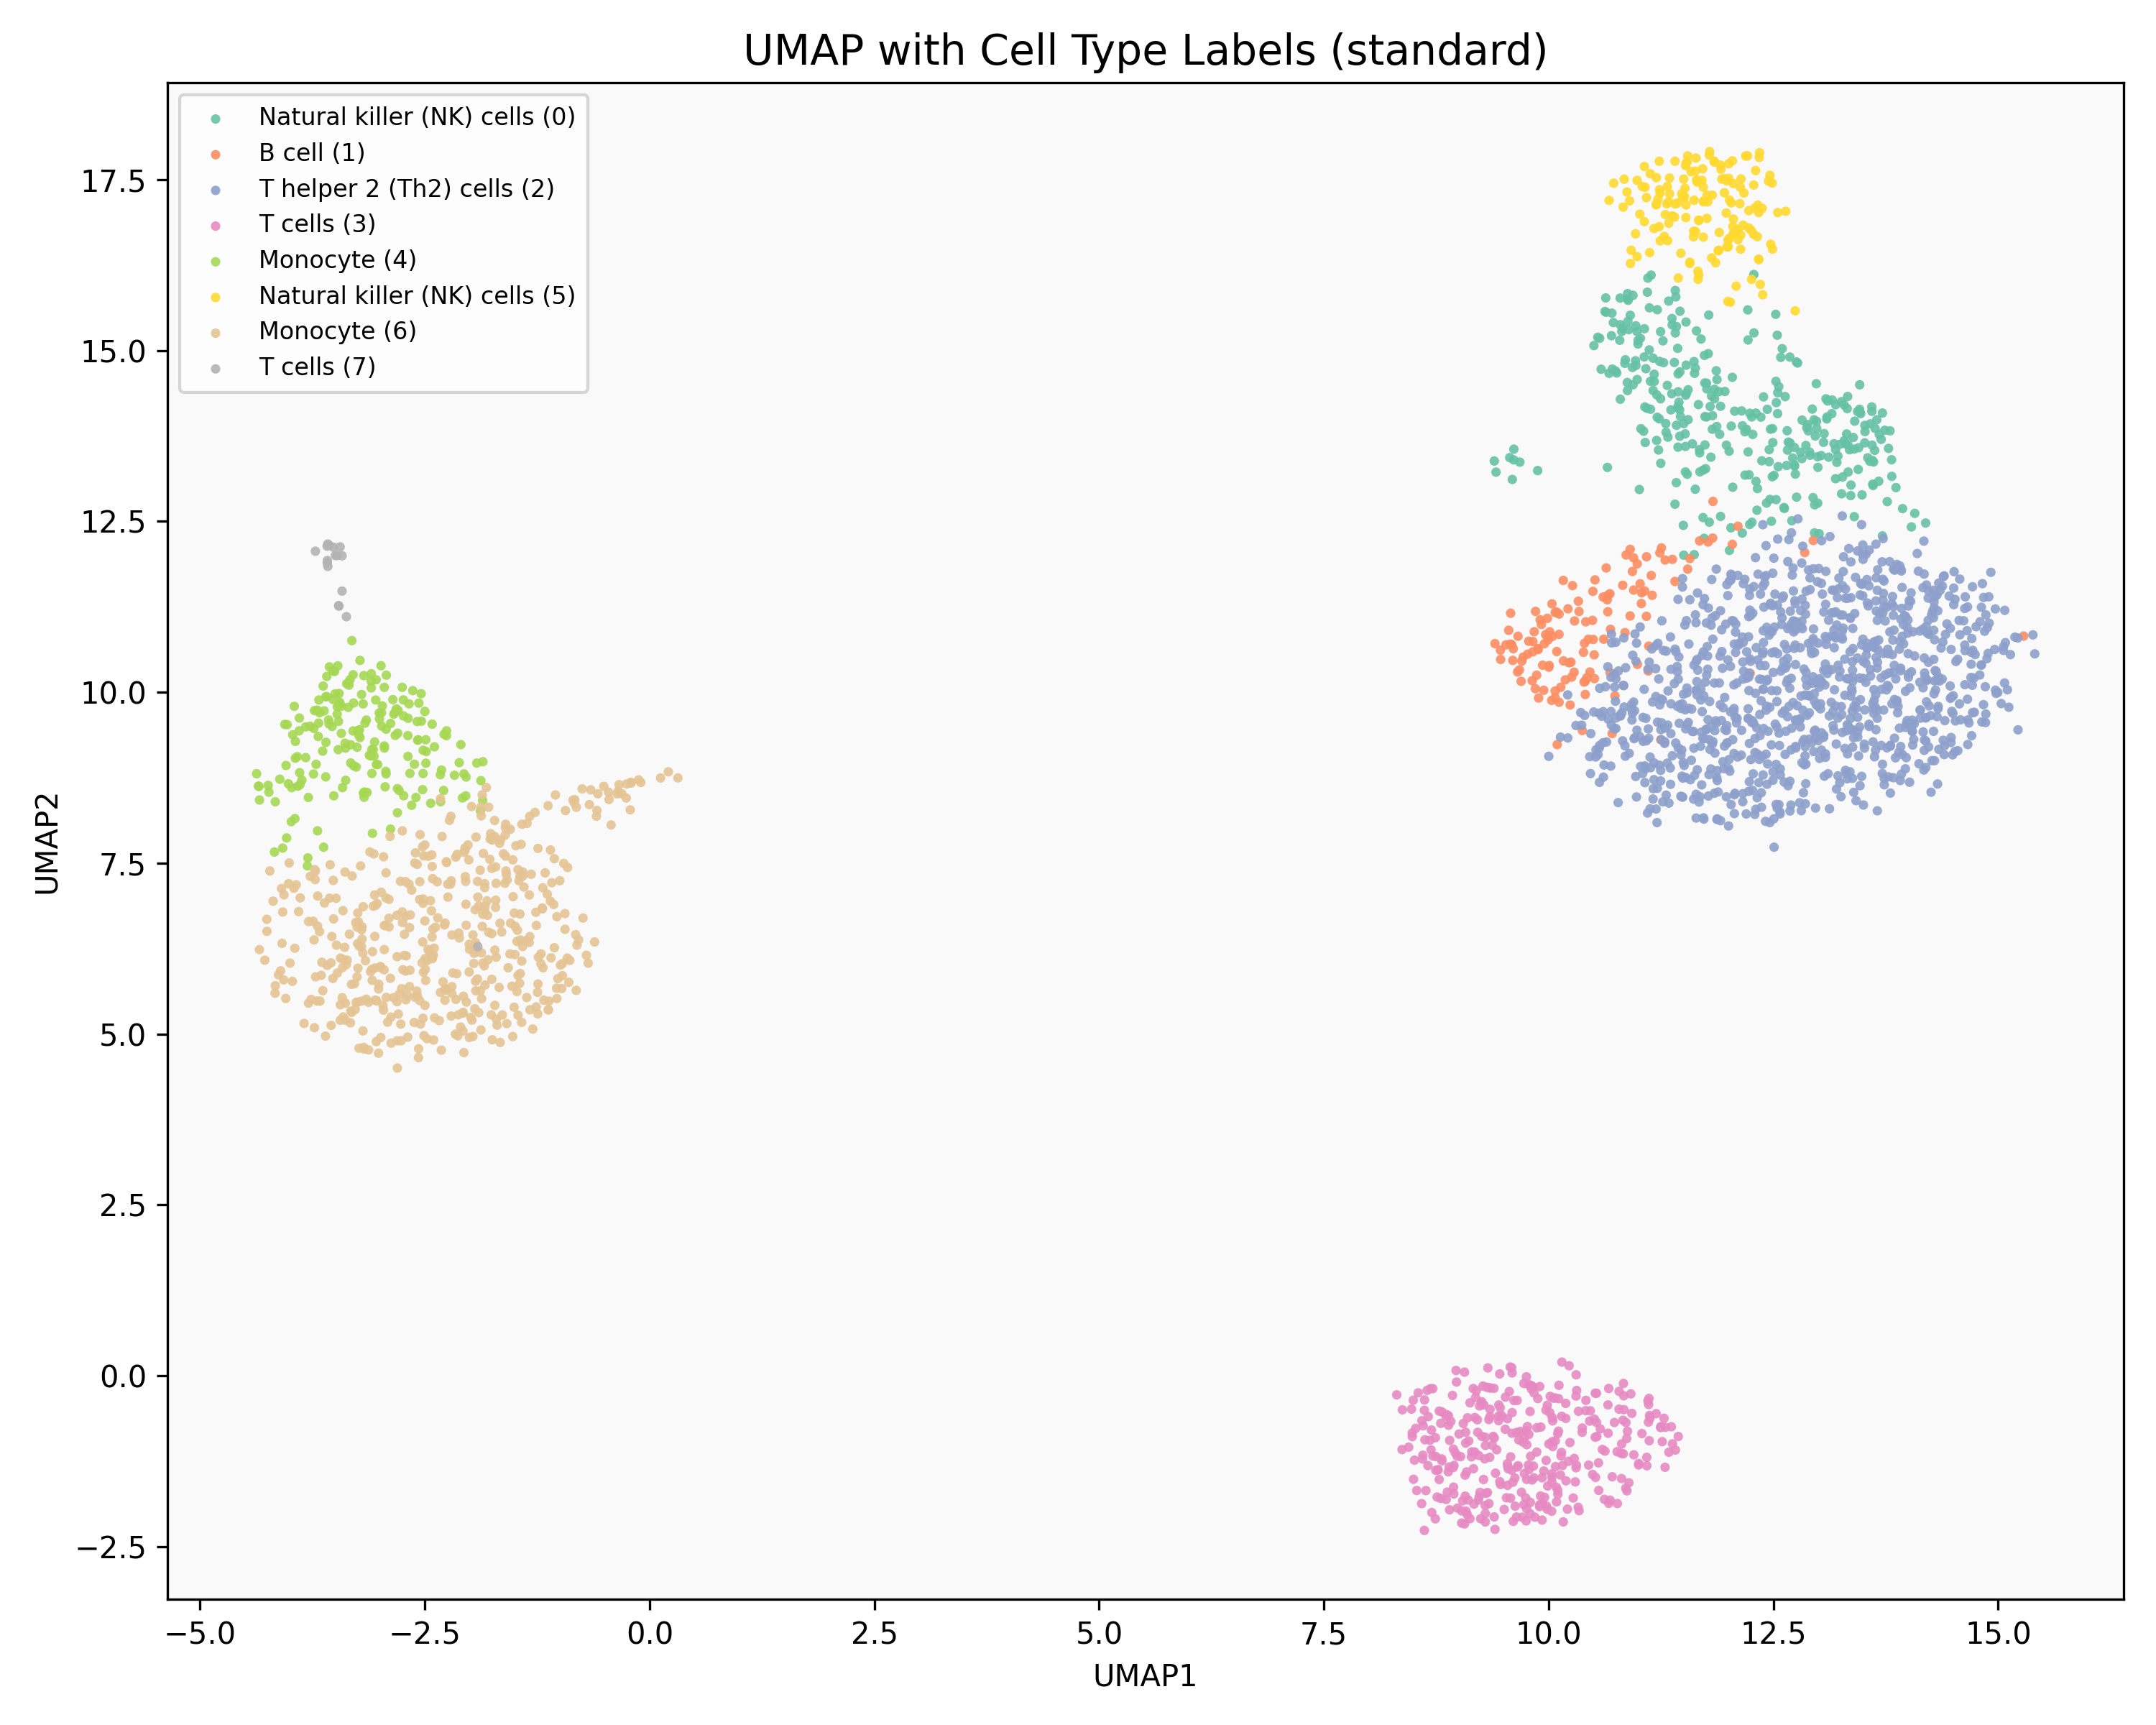 UMAP with Cell Type Labels (standard)
Natural killer (NK) cells (0)
B cell (1)
T helper 2 (Th2) cells (2)
T cells (3)
Monocyte (4)
Natural killer (NK) cells (5)
Monocyte (6)
T cells (7)
17.5
15.0
12.5
10.0
7.5
5.0
2.5
0.0
−2.5
UMAP2
−5.0 −2.5 0.0 2.5 5.0 7.5 10.0 12.5 15.0
UMAP1